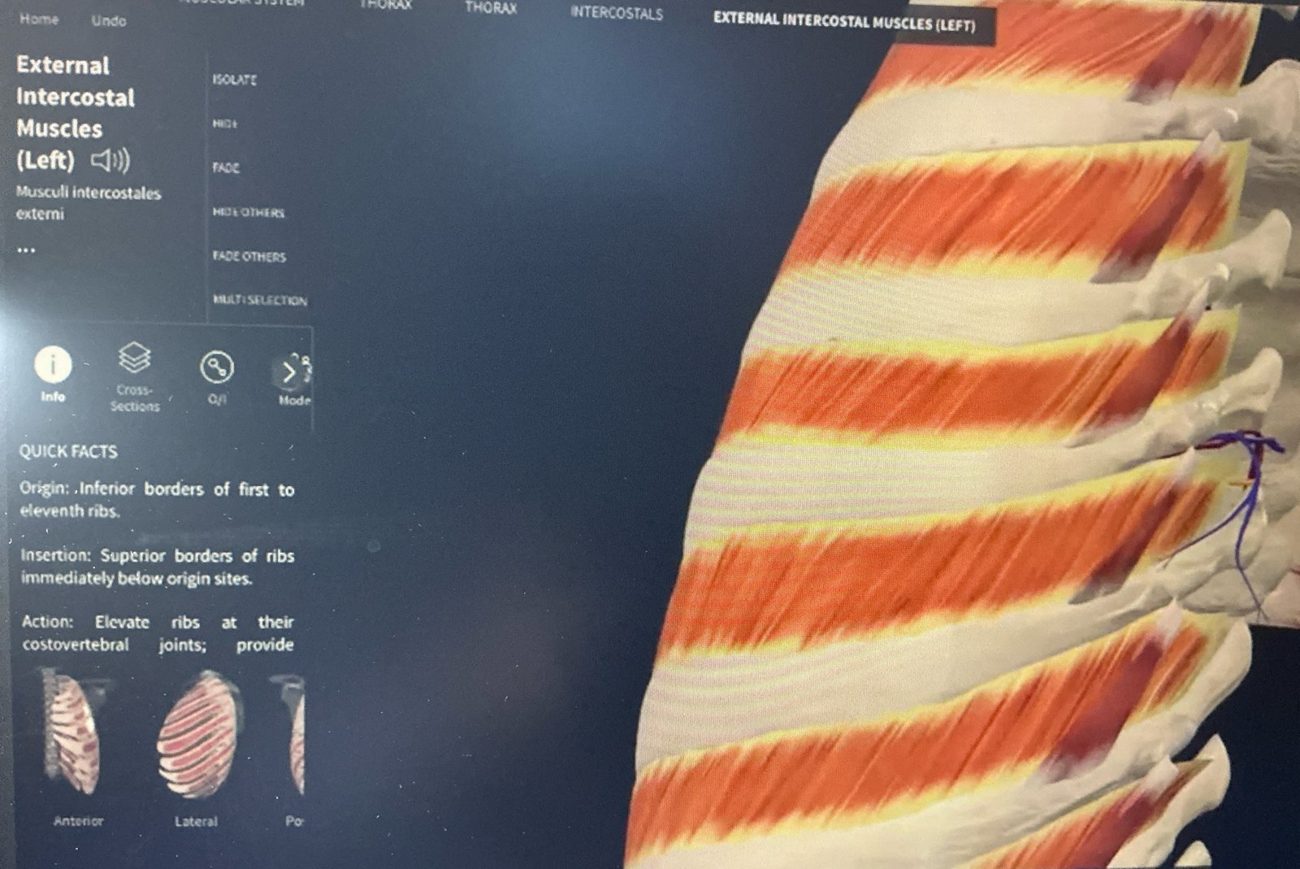 Home Undo
THORAX THORAX INTERCOSTALS EXTERNAL INTERCOSTAL MUSCLES (LEFT)
External
Intercostal
Muscles
(Left)
Musculi intercostales
externi
...
ISOLATE
HIDE
FADE
HIDE OTHERS
FADE OTHERS
MULTI SELECTION
Info
Cross-
Sections
O/I
Mode
QUICK FACTS
Origin: .Inferior borders of first to
eleventh ribs.
Insertion: Superior borders of ribs
immediately below origin sites.
Action: Elevate ribs at their
costovertebral joints; provide
Anterior
Lateral